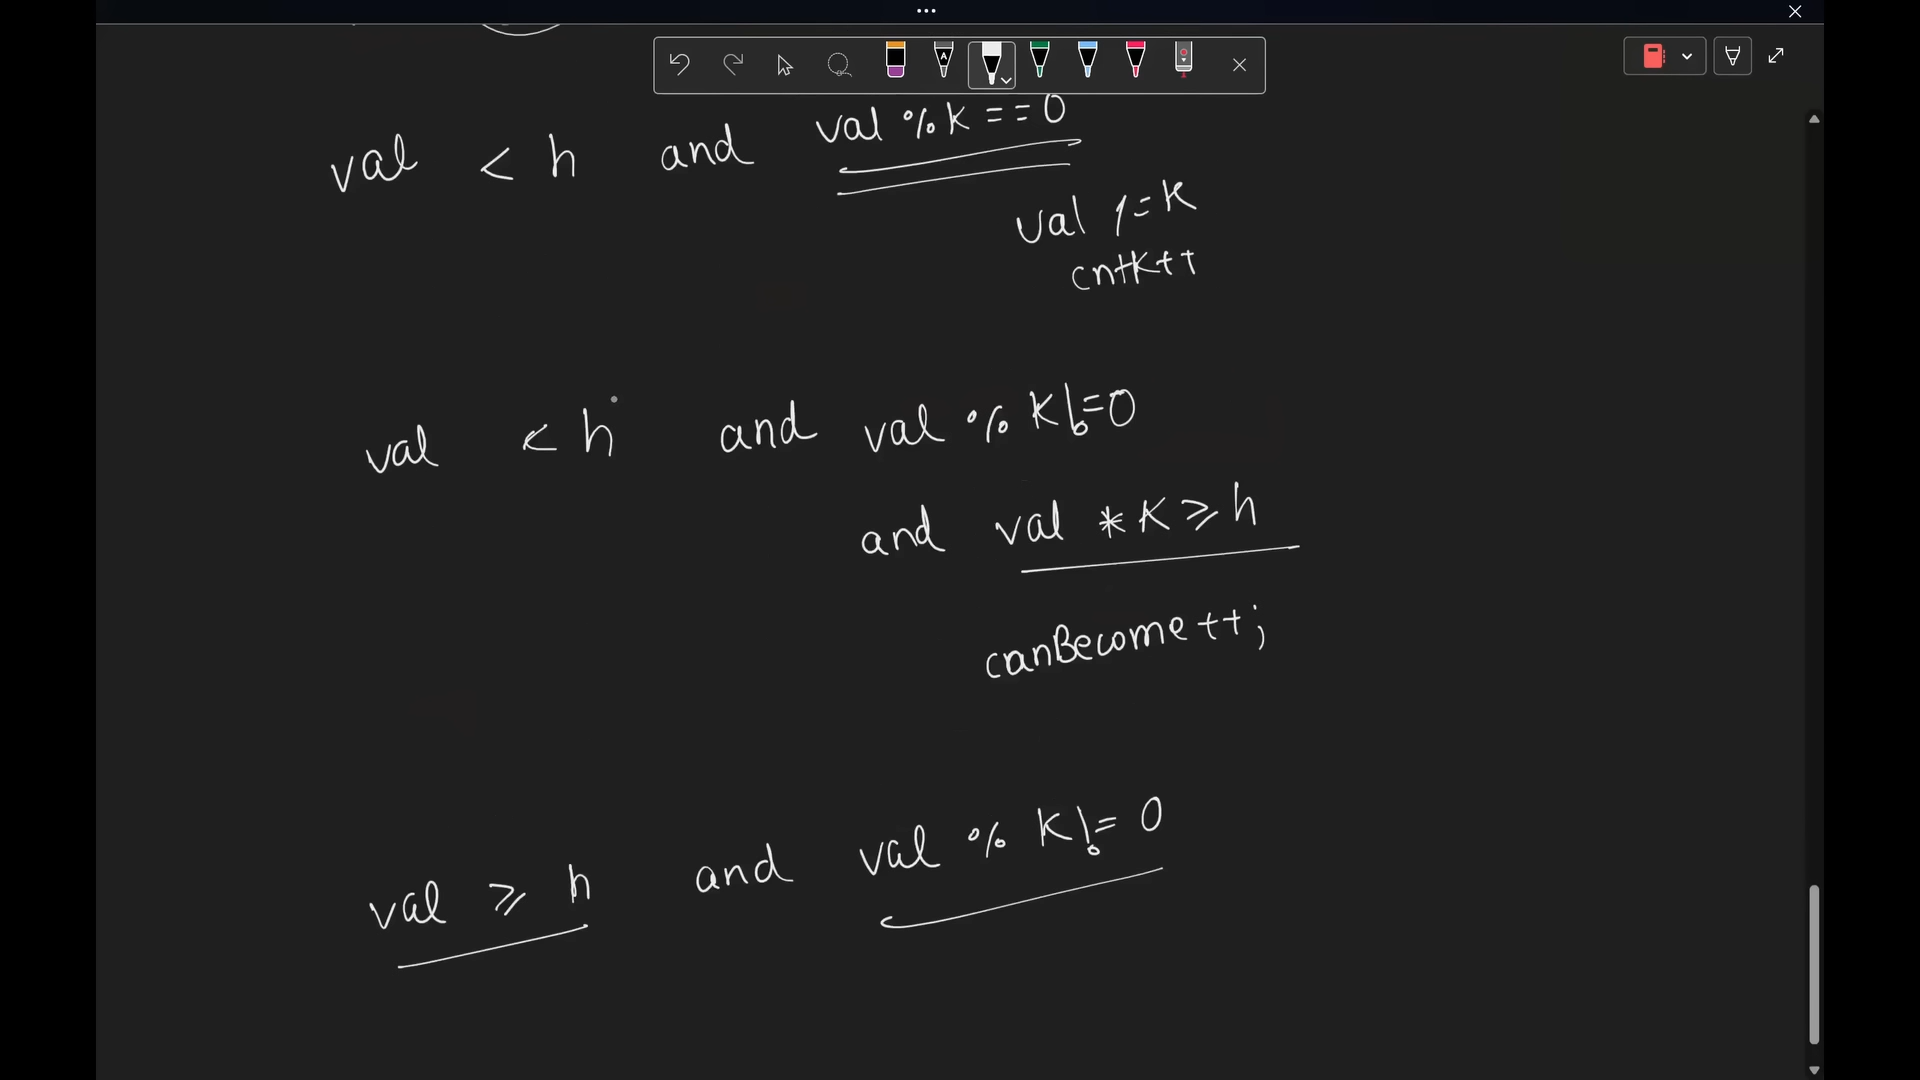 val < h and val % k == 0
val /= k
cntk++
val < h and val % k != 0
and val * k ≥ h
canBecome ++;
val ≥ h and val % k != 0